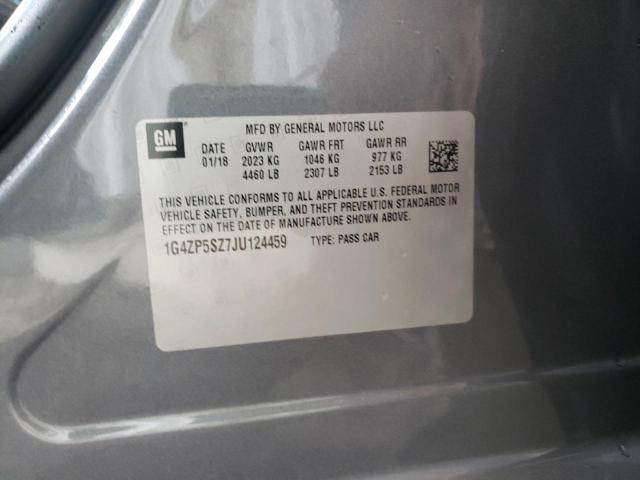 GM
MFD BY GENERAL MOTORS LLC
DATE GVWR GAWR FRT GAWR RR
01/18 2023 KG 1046 KG 977 KG
4460 LB 2307 LB 2153 LB
THIS VEHICLE CONFORMS TO ALL APPLICABLE U.S. FEDERAL MOTOR
VEHICLE SAFETY, BUMPER, AND THEFT PREVENTION STANDARDS IN
EFFECT ON THE DATE OF MANUFACTURE SHOWN ABOVE.
1G4ZP5SZ7JU124459 TYPE: PASS CAR